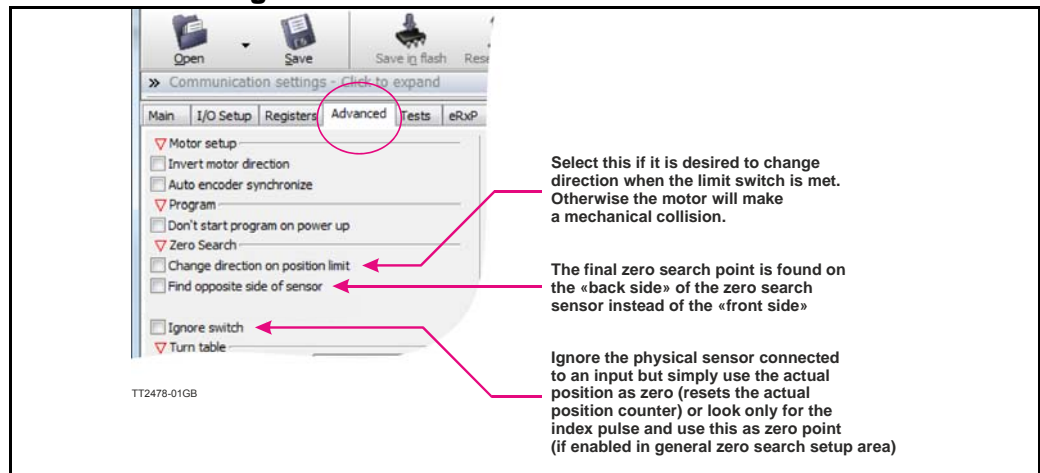 Open
Save
Save in flash
» Communication settings - Click to expand
Main I/O Setup Registers Advanced Tests eRxP
Motor setup
Invert motor direction
Auto encoder synchronize
Program
Don't start program on power up
Zero Search
Change direction on position limit
Find opposite side of sensor
Ignore switch
Turn table
Select this if it is desired to change
direction when the limit switch is met.
Otherwise the motor will make
a mechanical collision.
The final zero search point is found on
the «back side» of the zero search
sensor instead of the «front side»
Ignore the physical sensor connected
to an input but simply use the actual
position as zero (resets the actual
position counter) or look only for the
index pulse and use this as zero point
(if enabled in general zero search setup area)
TT2478-01GB